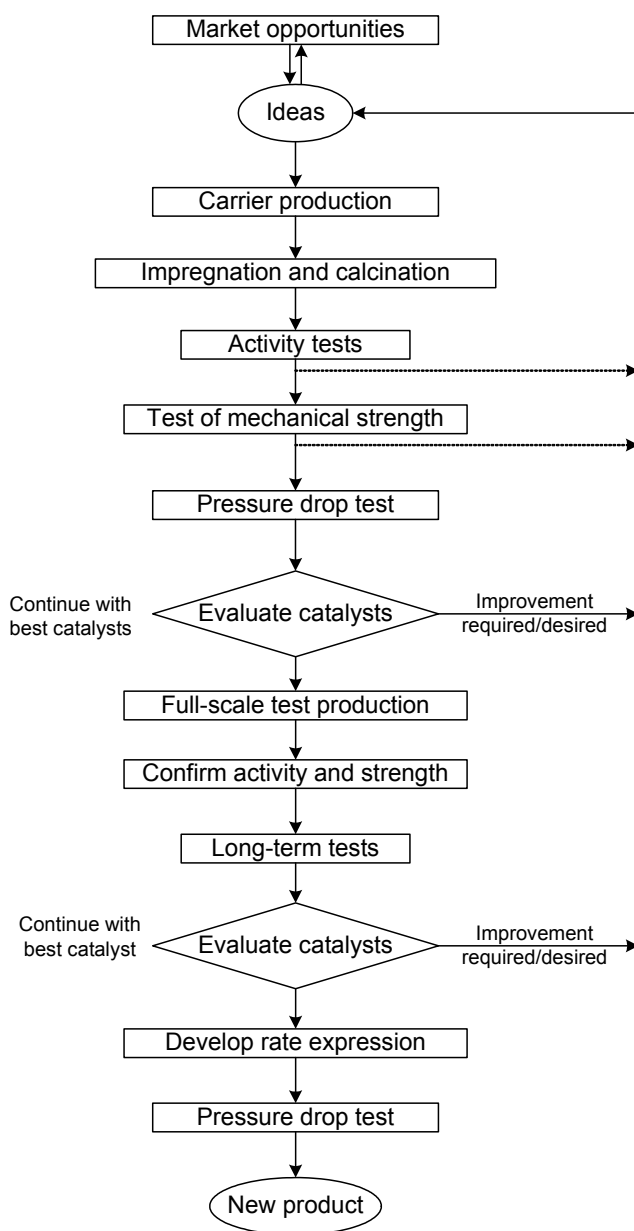 Market opportunities
Ideas
Carrier production
Impregnation and calcination
Activity tests
Test of mechanical strength
Pressure drop test
Continue with
best catalysts
Evaluate catalysts
Improvement
required/desired
Full-scale test production
Confirm activity and strength
Long-term tests
Continue with
best catalyst
Evaluate catalysts
Improvement
required/desired
Develop rate expression
Pressure drop test
New product